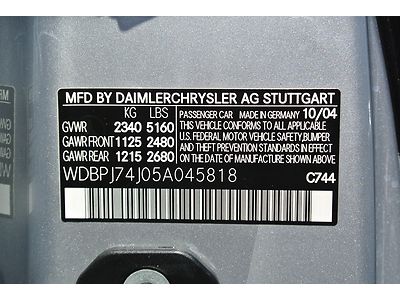 MFD BY DAIMLERCHRYSLER AG STUTTGART
KG LBS
GVWR 2340 5160
GAWR FRONT 1125 2480
GAWR REAR 1215 2680
PASSENGER CAR MADE IN GERMANY 10/04
THIS VEHICLE CONFORMS TO ALL APPLICABLE
U.S. FEDERAL MOTOR VEHICLE SAFETY, BUMPER
AND THEFT PREVENTION STANDARDS IN EFFECT
ON THE DATE OF MANUFACTURE SHOWN ABOVE.
WDBPJ74J05A045818
C744